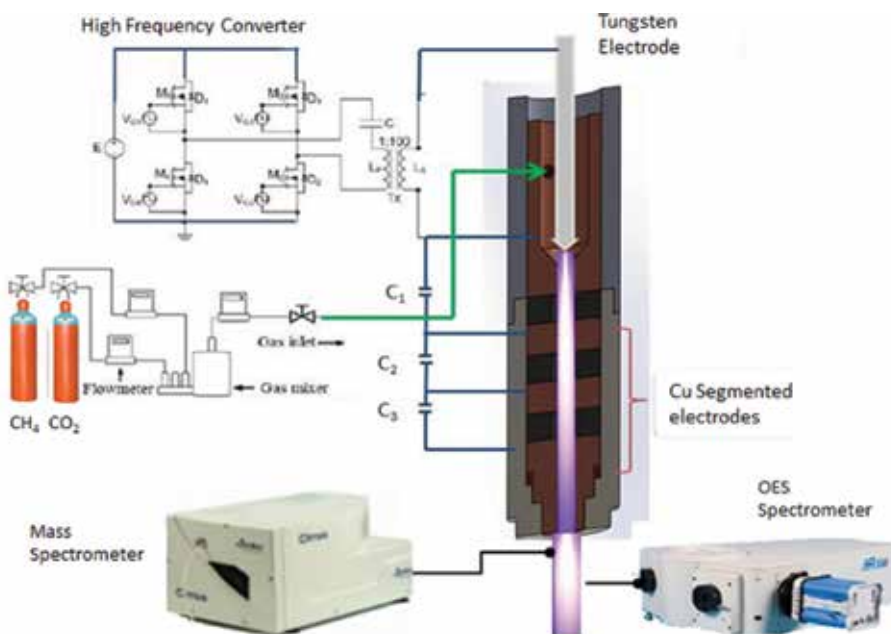 High Frequency Converter
Tungsten
Electrode
C
1:100
Tx
E
C₁
C₂
C₃
Gas inlet
Flowmeter
Gas mixer
CH₄ CO₂
Cu Segmented
electrodes
OES
Spectrometer
Mass
Spectrometer
Cirrus